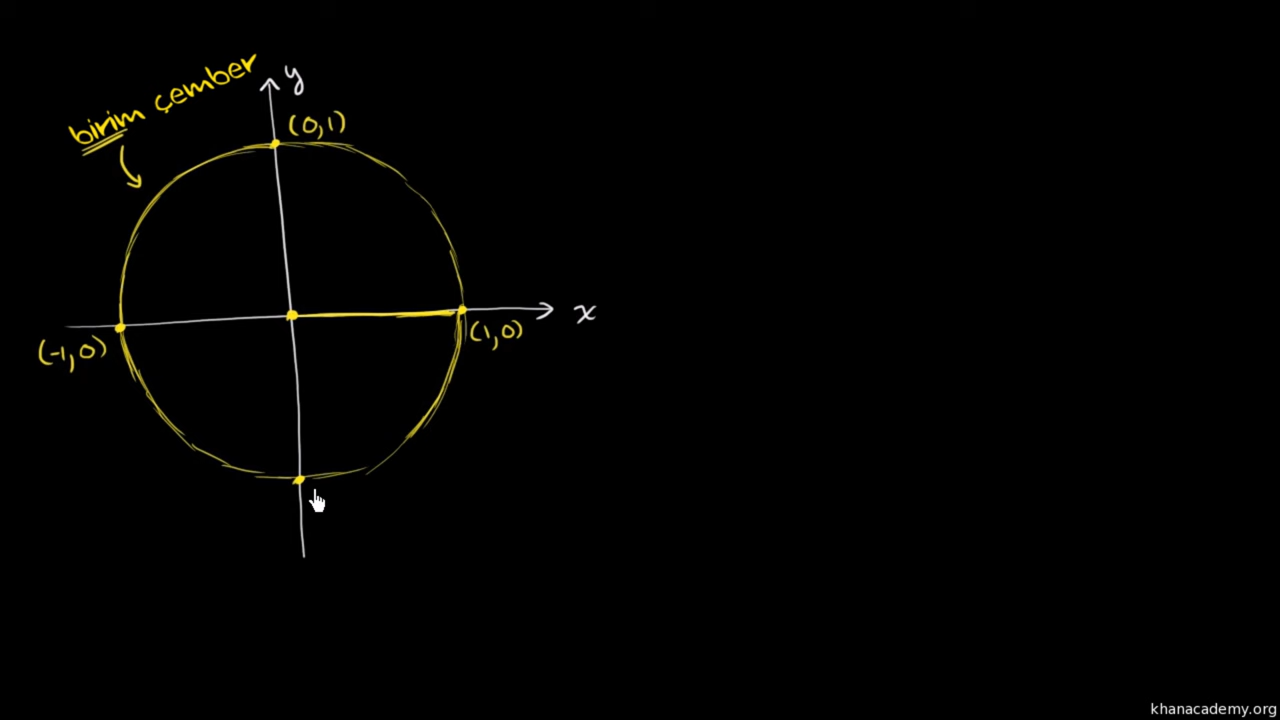 birim çember
y
(0,1)
x
(1,0)
(-1,0)
khanacademy.org